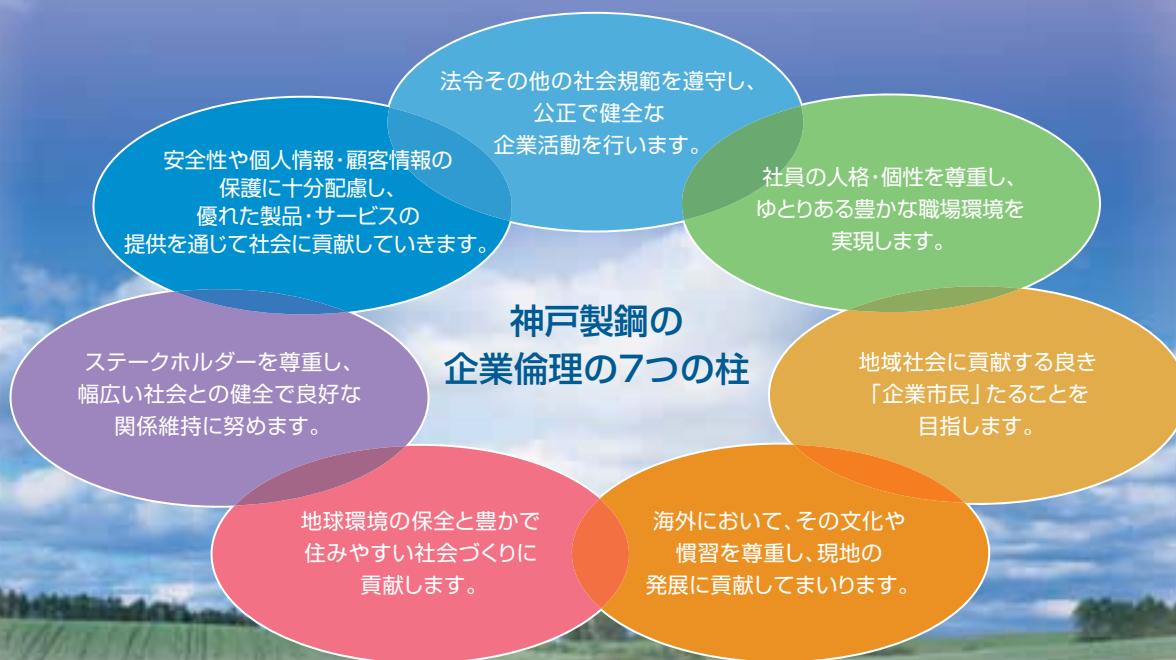 法令その他の社会規範を遵守し、
公正で健全な
企業活動を行います。
安全性や個人情報・顧客情報の
保護に十分配慮し、
優れた製品・サービスの
提供を通じて社会に貢献していきます。
社員の人格・個性を尊重し、
ゆとりある豊かな職場環境を
実現します。
神戸製鋼の
企業倫理の7つの柱
ステークホルダーを尊重し、
幅広い社会との健全で良好な
関係維持に努めます。
地域社会に貢献する良き
「企業市民」たることを
目指します。
地球環境の保全と豊かで
住みやすい社会づくりに
貢献します。
海外において、その文化や
慣習を尊重し、現地の
発展に貢献してまいります。